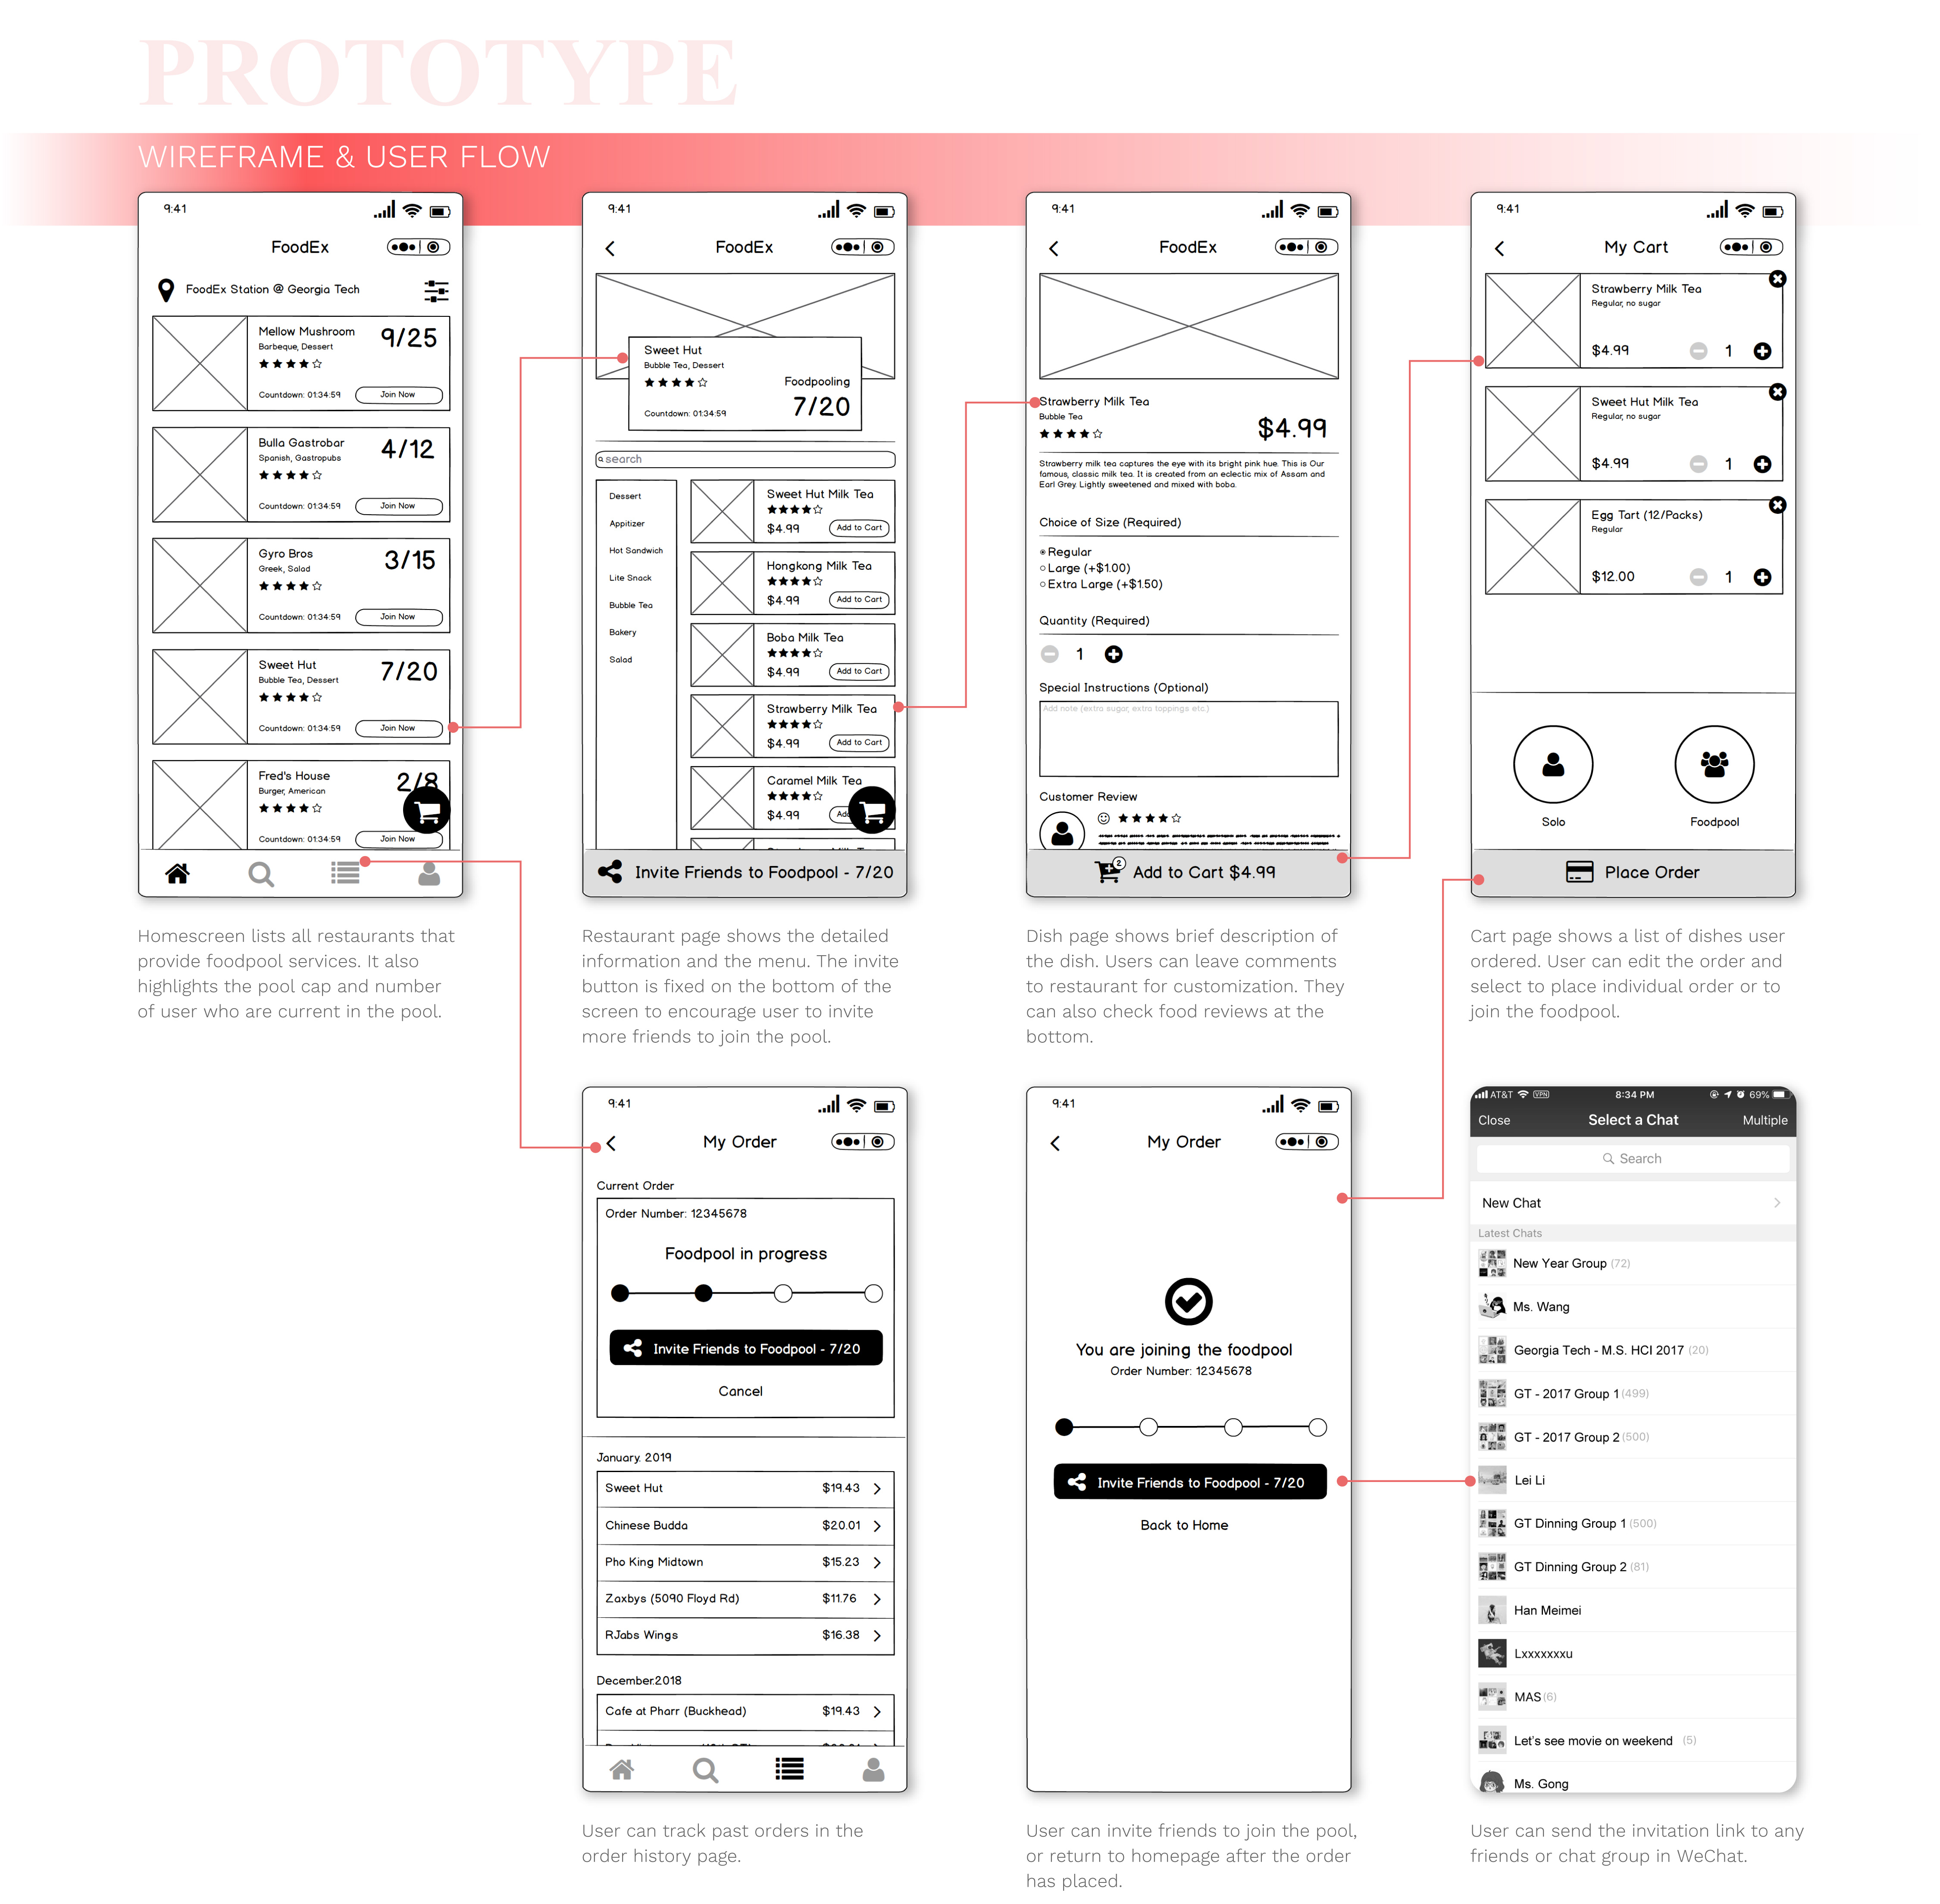 PROTOTYPE
WIREFRAME & USER FLOW
9:41
FoodEx
FoodEx Station @ Georgia Tech
Mellow Mushroom
Barbeque, Dessert
9/25
Countdown: 01:34:59
Join Now
Bulla Gastrobar
Spanish, Gastropubs
4/12
Countdown: 01:34:59
Join Now
Gyro Bros
Greek, Salad
3/15
Countdown: 01:34:59
Join Now
Sweet Hut
Bubble Tea, Dessert
7/20
Countdown: 01:34:59
Join Now
Fred's House
Burger, American
2/8
Countdown: 01:34:59
Join Now
Homescreen lists all restaurants that
provide foodpool services. It also
highlights the pool cap and number
of user who are current in the pool.
9:41
FoodEx
Sweet Hut
Bubble Tea, Dessert
Foodpooling
7/20
Countdown: 01:34:59
search
Dessert
Appitizer
Hot Sandwich
Lite Snack
Bubble Tea
Bakery
Salad
Sweet Hut Milk Tea
$4.99
Add to Cart
Hongkong Milk Tea
$4.99
Add to Cart
Boba Milk Tea
$4.99
Add to Cart
Strawberry Milk Tea
$4.99
Add to Cart
Caramel Milk Tea
$4.99
Invite Friends to Foodpool - 7/20
Restaurant page shows the detailed
information and the menu. The invite
button is fixed on the bottom of the
screen to encourage user to invite
more friends to join the pool.
9:41
FoodEx
Strawberry Milk Tea
Bubble Tea
$4.99
Strawberry milk tea captures the eye with its bright pink hue. This is Our
famous, classic milk tea. It is created from an eclectic mix of Assam and
Earl Grey. Lightly sweetened and mixed with boba.
Choice of Size (Required)
Regular
Large (+$1.00)
Extra Large (+$1.50)
Quantity (Required)
1
Special Instructions (Optional)
Add note (extra sugar, extra toppings etc.)
Customer Review
2
Add to Cart $4.99
Dish page shows brief description of
the dish. Users can leave comments
to restaurant for customization. They
can also check food reviews at the
bottom.
9:41
My Cart
Strawberry Milk Tea
Regular, no sugar
$4.99
1
Sweet Hut Milk Tea
Regular, no sugar
$4.99
1
Egg Tart (12/Packs)
Regular
$12.00
1
Solo
Foodpool
Place Order
Cart page shows a list of dishes user
ordered. User can edit the order and
select to place individual order or to
join the foodpool.
9:41
My Order
Current Order
Order Number: 12345678
Foodpool in progress
Invite Friends to Foodpool - 7/20
Cancel
January. 2019
Sweet Hut $19.43
Chinese Budda $20.01
Pho King Midtown $15.23
Zaxbys (5090 Floyd Rd) $11.76
RJabs Wings $16.38
December.2018
Cafe at Pharr (Buckhead) $19.43
User can track past orders in the
order history page.
9:41
My Order
You are joining the foodpool
Order Number: 12345678
Invite Friends to Foodpool - 7/20
Back to Home
User can invite friends to join the pool,
or return to homepage after the order
has placed.
AT&T VPN 8:34 PM 69%
Close Select a Chat Multiple
Search
New Chat
Latest Chats
New Year Group (72)
Ms. Wang
Georgia Tech - M.S. HCI 2017 (20)
GT - 2017 Group 1 (499)
GT - 2017 Group 2 (500)
Lei Li
GT Dinning Group 1 (500)
GT Dinning Group 2 (81)
Han Meimei
Lxxxxxxxu
MAS (6)
Let's see movie on weekend (5)
Ms. Gong
User can send the invitation link to any
friends or chat group in WeChat.